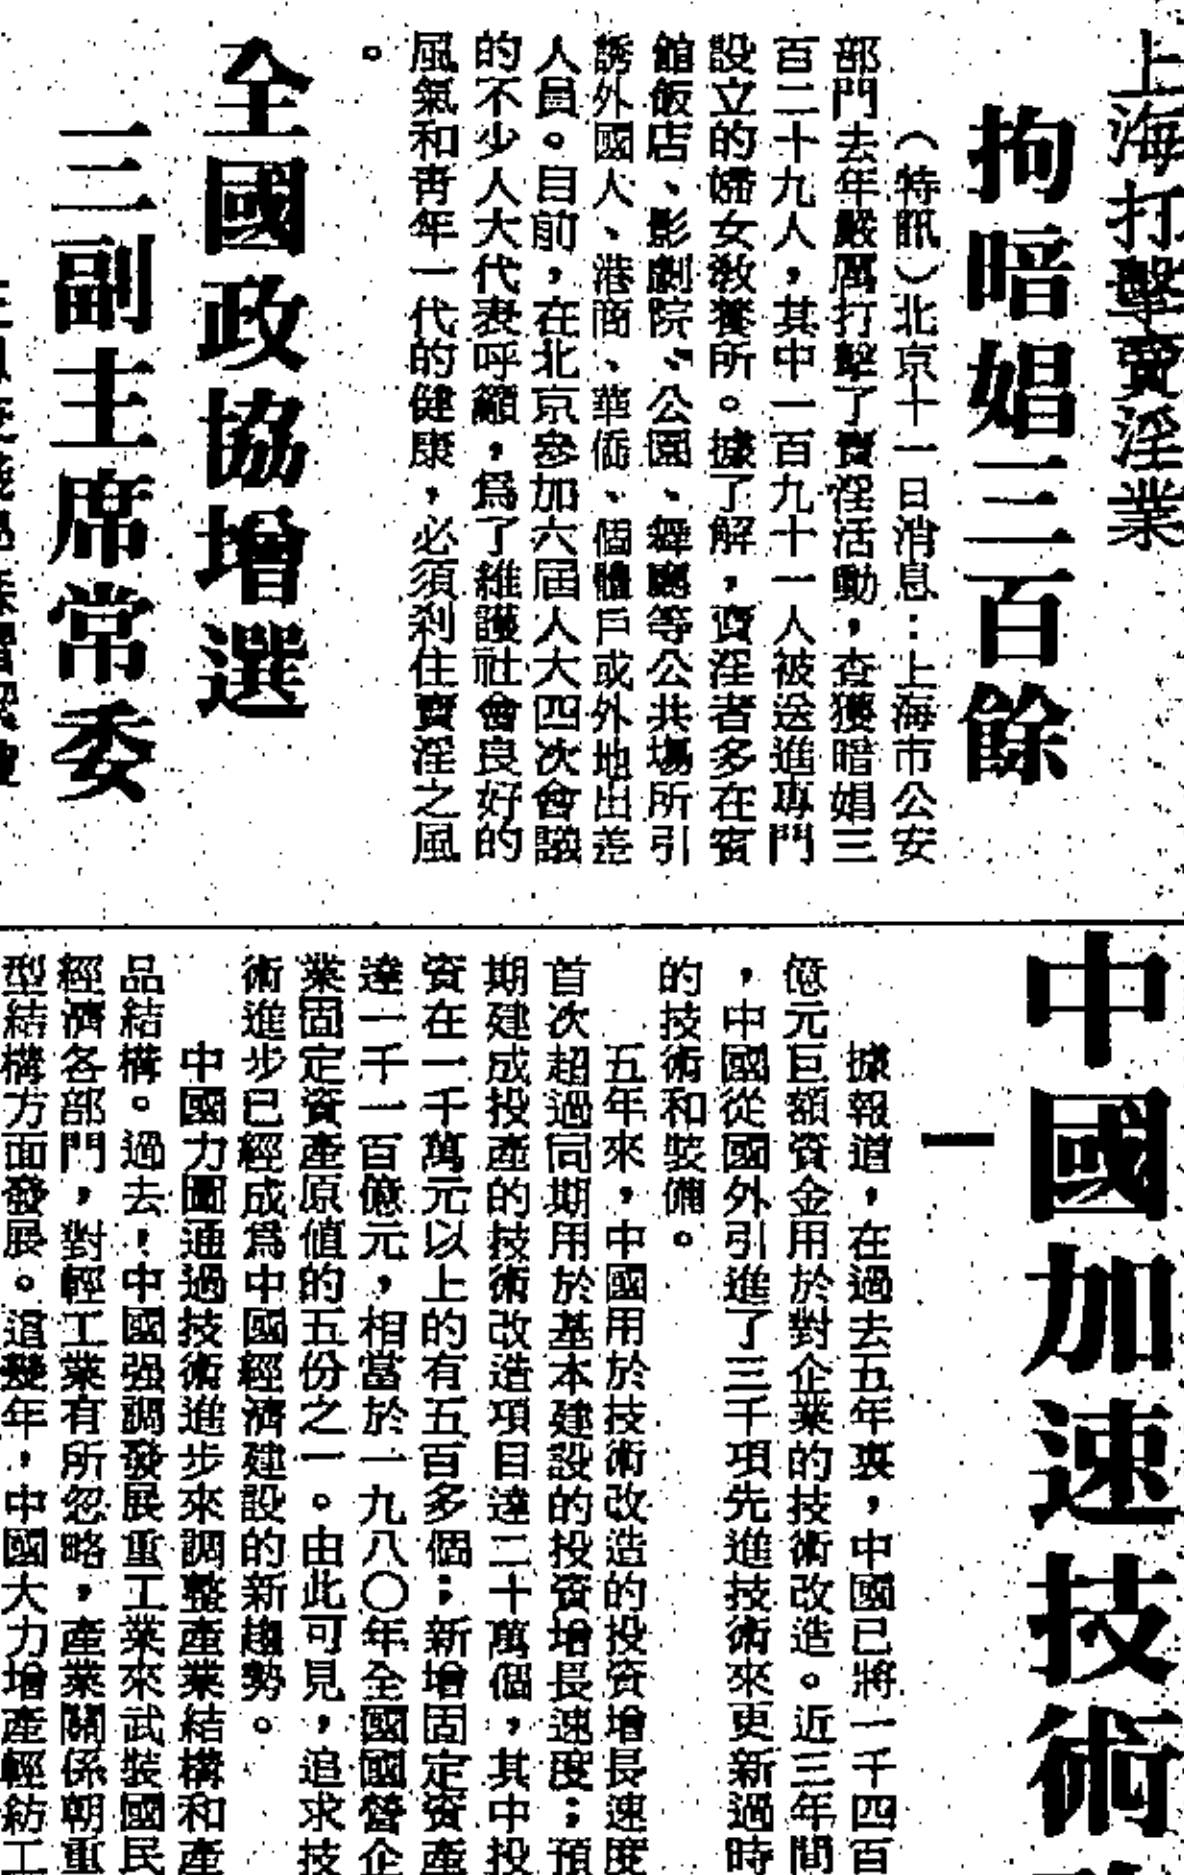 上海打擊賣淫業
拘暗娼三百餘
（特訊）北京十一日消息：上海市公安
部門去年嚴厲打擊了賣淫活動，查獲暗娼三
百二十九人，其中一百九十一人被送進專門
設立的婦女教養所。據了解，賣淫者多在賓
館飯店、影劇院、公園、舞廳等公共場所引
誘外國人、港商、華僑、個體戶或外地出差
人員。目前，在北京參加六屆人大四次會議
的不少人大代表呼籲，爲了維護社會良好的
風氣和青年一代的健康，必須刹住賣淫之風
。
全國政協增選
三副主席常委
中國加速技術
一
據報道，在過去五年裏，中國已將一千四百
億元巨額資金用於對企業的技術改造。近三年間
，中國從國外引進了三千項先進技術來更新過時
的技術和裝備。
五年來，中國用於技術改造的投資增長速度
首次超過同期用於基本建設的投資增長速度；預
期建成投產的技術改造項目達二十萬個，其中投
資在一千萬元以上的有五百多個；新增固定資產
達一千一百億元，相當於一九八〇年全國國營企
業固定資產原值的五份之一。由此可見，追求技
術進步已經成爲中國經濟建設的新趨勢。
中國力圖通過技術進步來調整產業結構和產
品結構。過去，中國强調發展重工業來武裝國民
經濟各部門，對輕工業有所忽略，產業關係朝重
型結構方面發展。這幾年，中國大力增產輕紡工